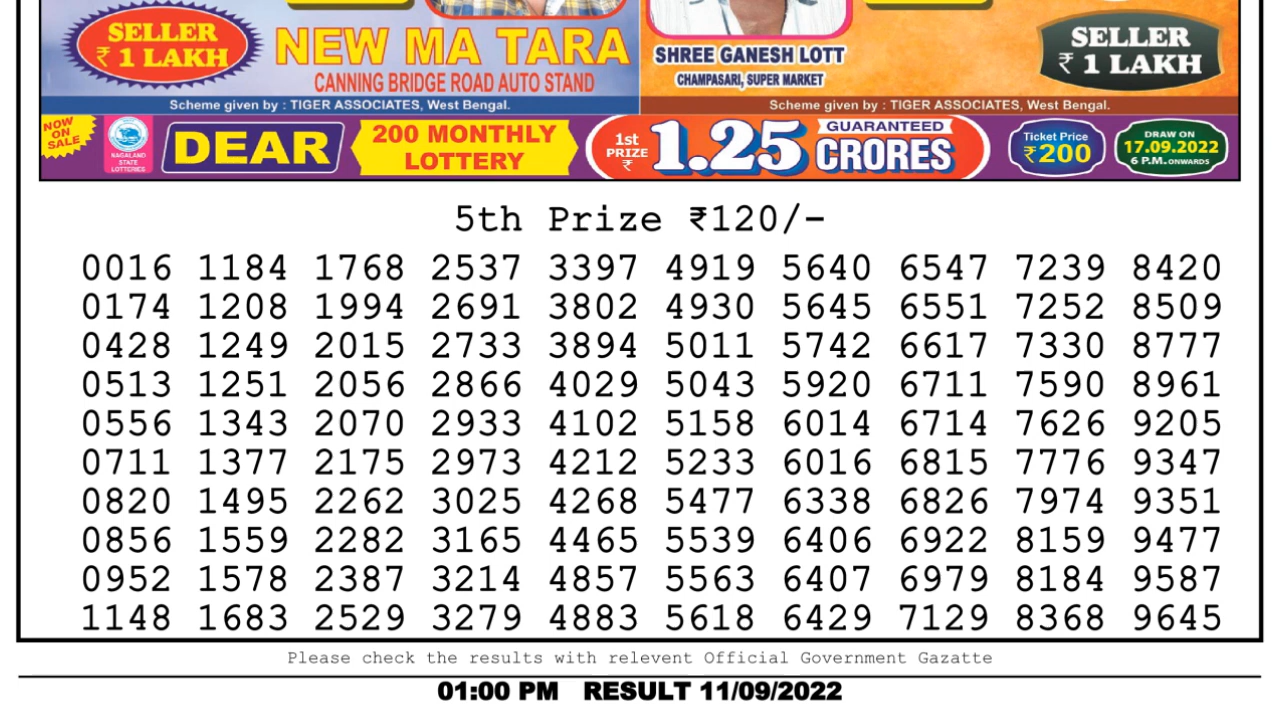 SELLER
₹ 1 LAKH
NEW MA TARA
CANNING BRIDGE ROAD AUTO STAND
SHREE GANESH LOTT
CHAMPASARI, SUPER MARKET
SELLER
₹ 1 LAKH
Scheme given by : TIGER ASSOCIATES, West Bengal.
Scheme given by : TIGER ASSOCIATES, West Bengal.
NOW
ON
SALE
NAGALAND
STATE
LOTTERIES
DEAR
200 MONTHLY
LOTTERY
1st
PRIZE
₹
1.25
GUARANTEED
CRORES
Ticket Price
₹200
DRAW ON
17.09.2022
6 P.M. ONWARDS
5th Prize ₹120/-
0016 1184 1768 2537 3397 4919 5640 6547 7239 8420
0174 1208 1994 2691 3802 4930 5645 6551 7252 8509
0428 1249 2015 2733 3894 5011 5742 6617 7330 8777
0513 1251 2056 2866 4029 5043 5920 6711 7590 8961
0556 1343 2070 2933 4102 5158 6014 6714 7626 9205
0711 1377 2175 2973 4212 5233 6016 6815 7776 9347
0820 1495 2262 3025 4268 5477 6338 6826 7974 9351
0856 1559 2282 3165 4465 5539 6406 6922 8159 9477
0952 1578 2387 3214 4857 5563 6407 6979 8184 9587
1148 1683 2529 3279 4883 5618 6429 7129 8368 9645
Please check the results with relevent Official Government Gazatte
01:00 PM RESULT 11/09/2022